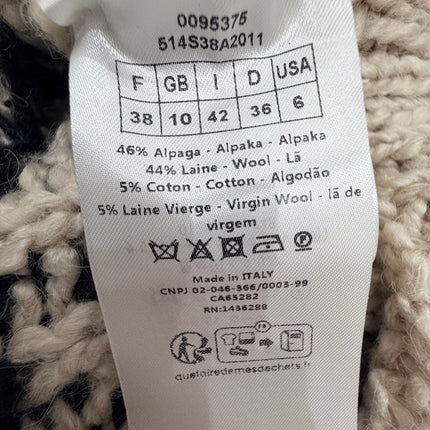 0095375
514S38A2011
F GB I D USA
38 10 42 36 6
46% Alpaga - Alpaka - Alpaka
44% Laine - Wool - Lã
5% Coton - Cotton - Algodão
5% Laine Vierge - Virgin Wool - lã de
virgem
P
Made in ITALY
CNPJ 02-046-366/0003-99
CA65282
RN:1436288
FR
quefairedemesdechets.fr